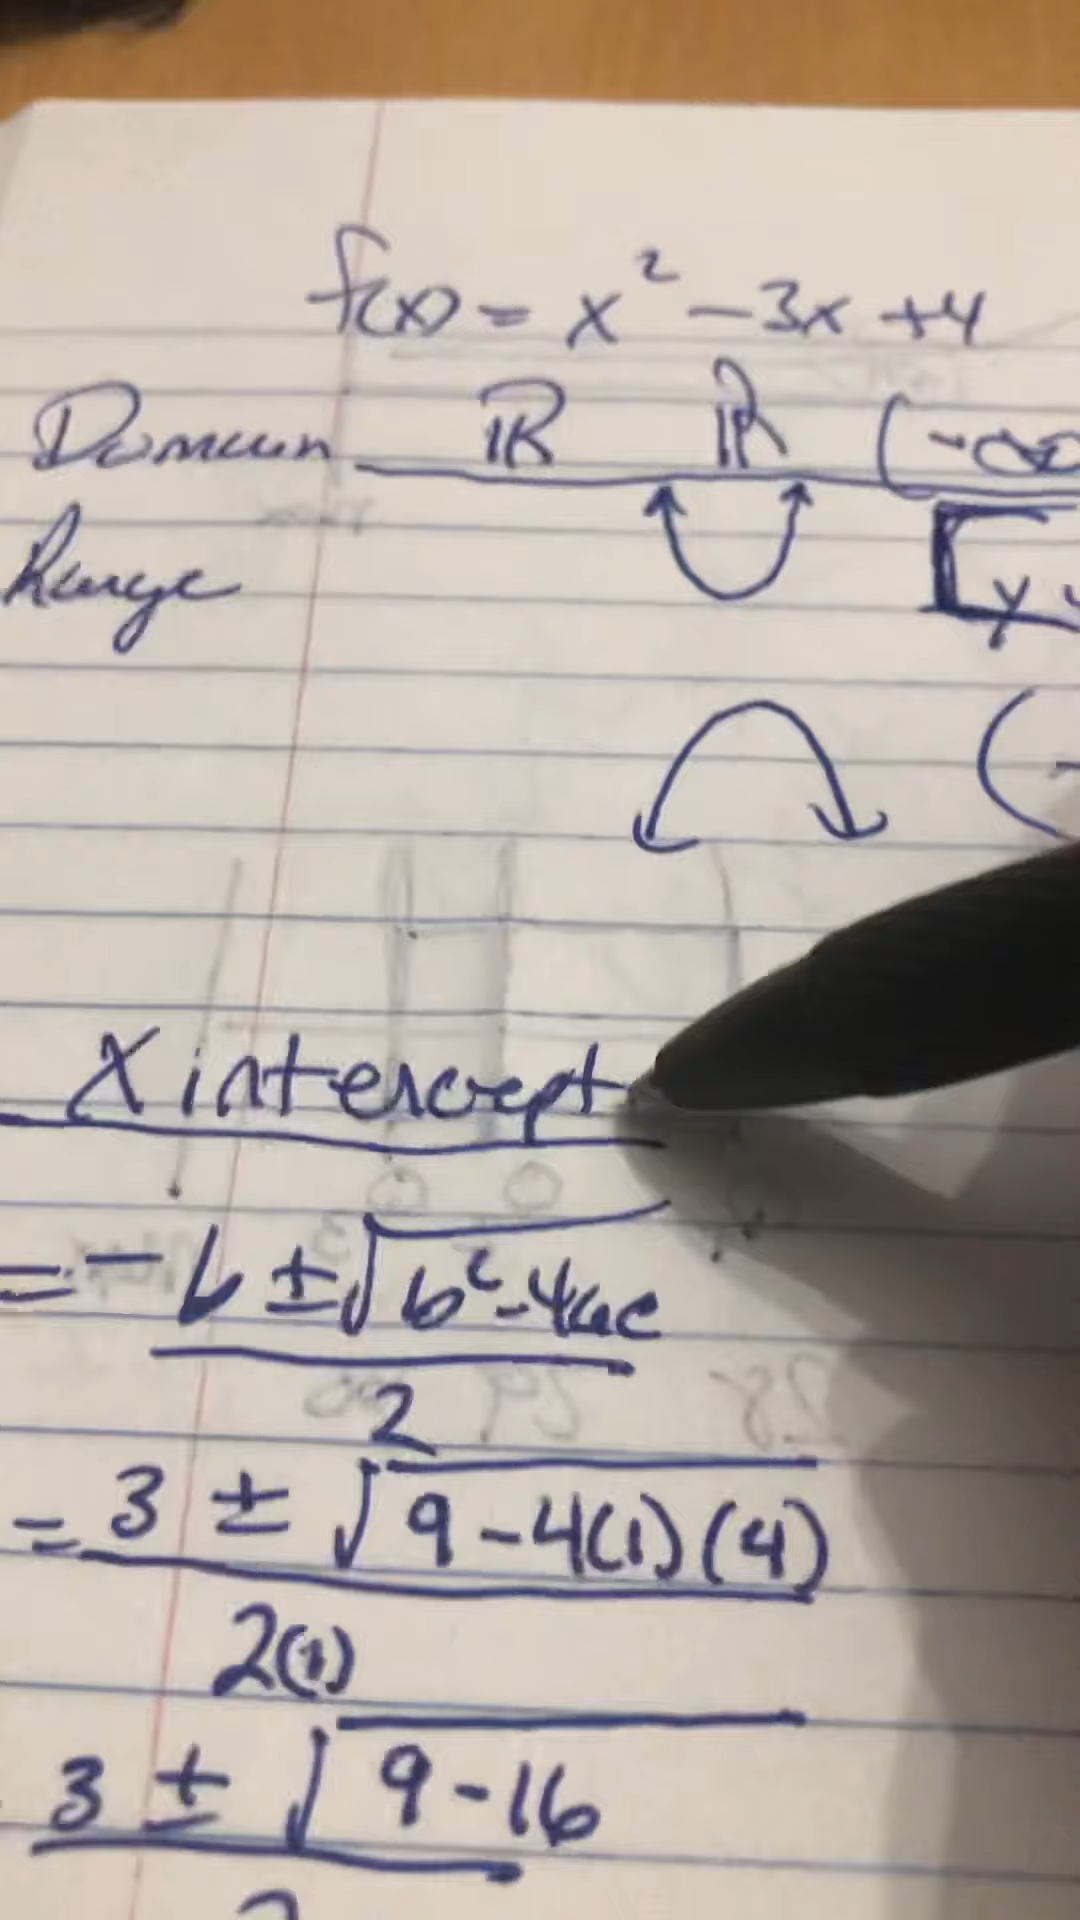 f(x) = x² - 3x + 4
Domain ℝ ℝ (-∞
Range [y
(-
X intercept
= -b ± √b² - 4ac
2
= 3 ± √9 - 4(1)(4)
2(1)
3 ± √9 - 16
2